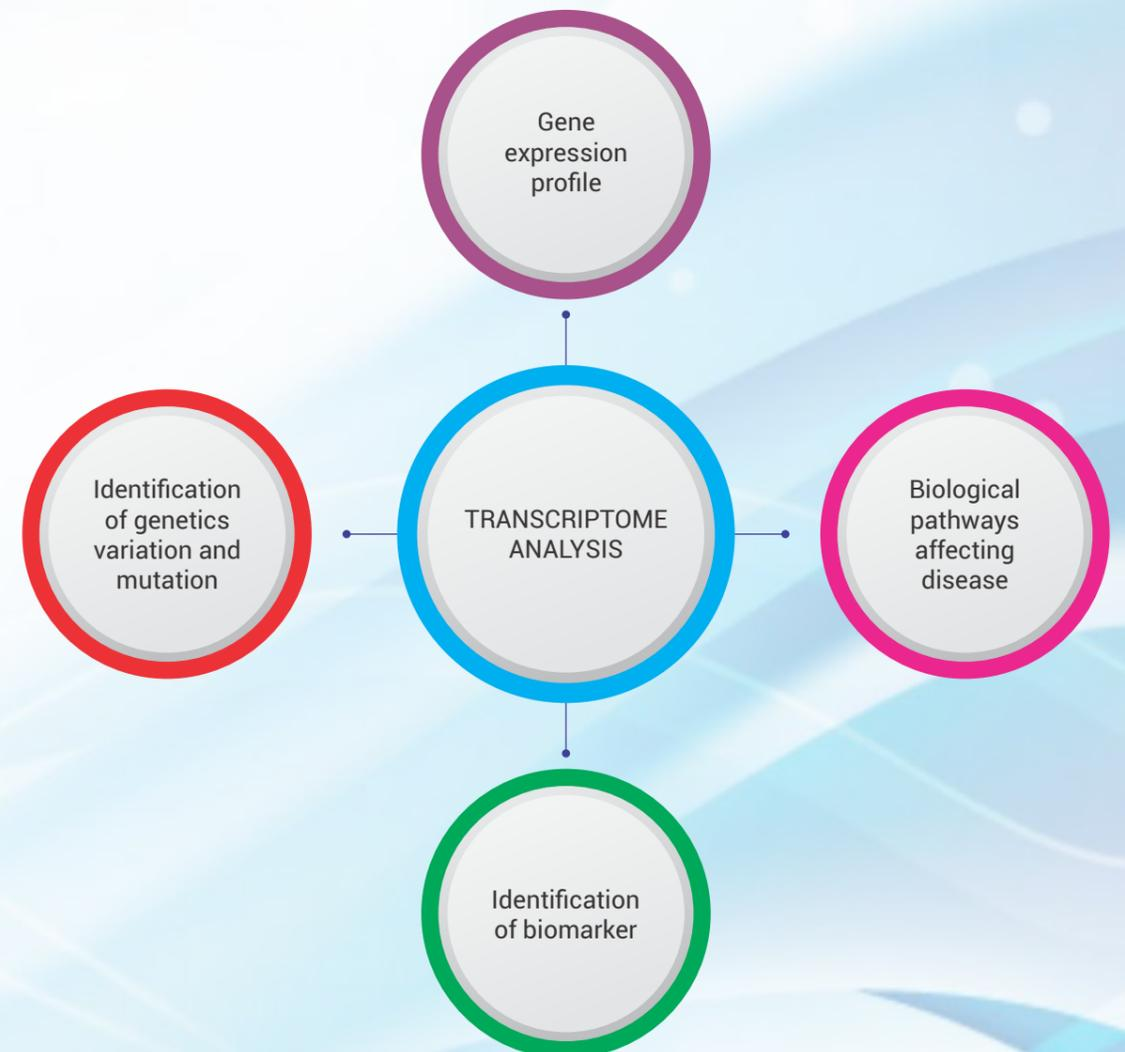 Gene
expression
profile
Identification
of genetics
variation and
mutation
TRANSCRIPTOME
ANALYSIS
Biological
pathways
affecting
disease
Identification
of biomarker